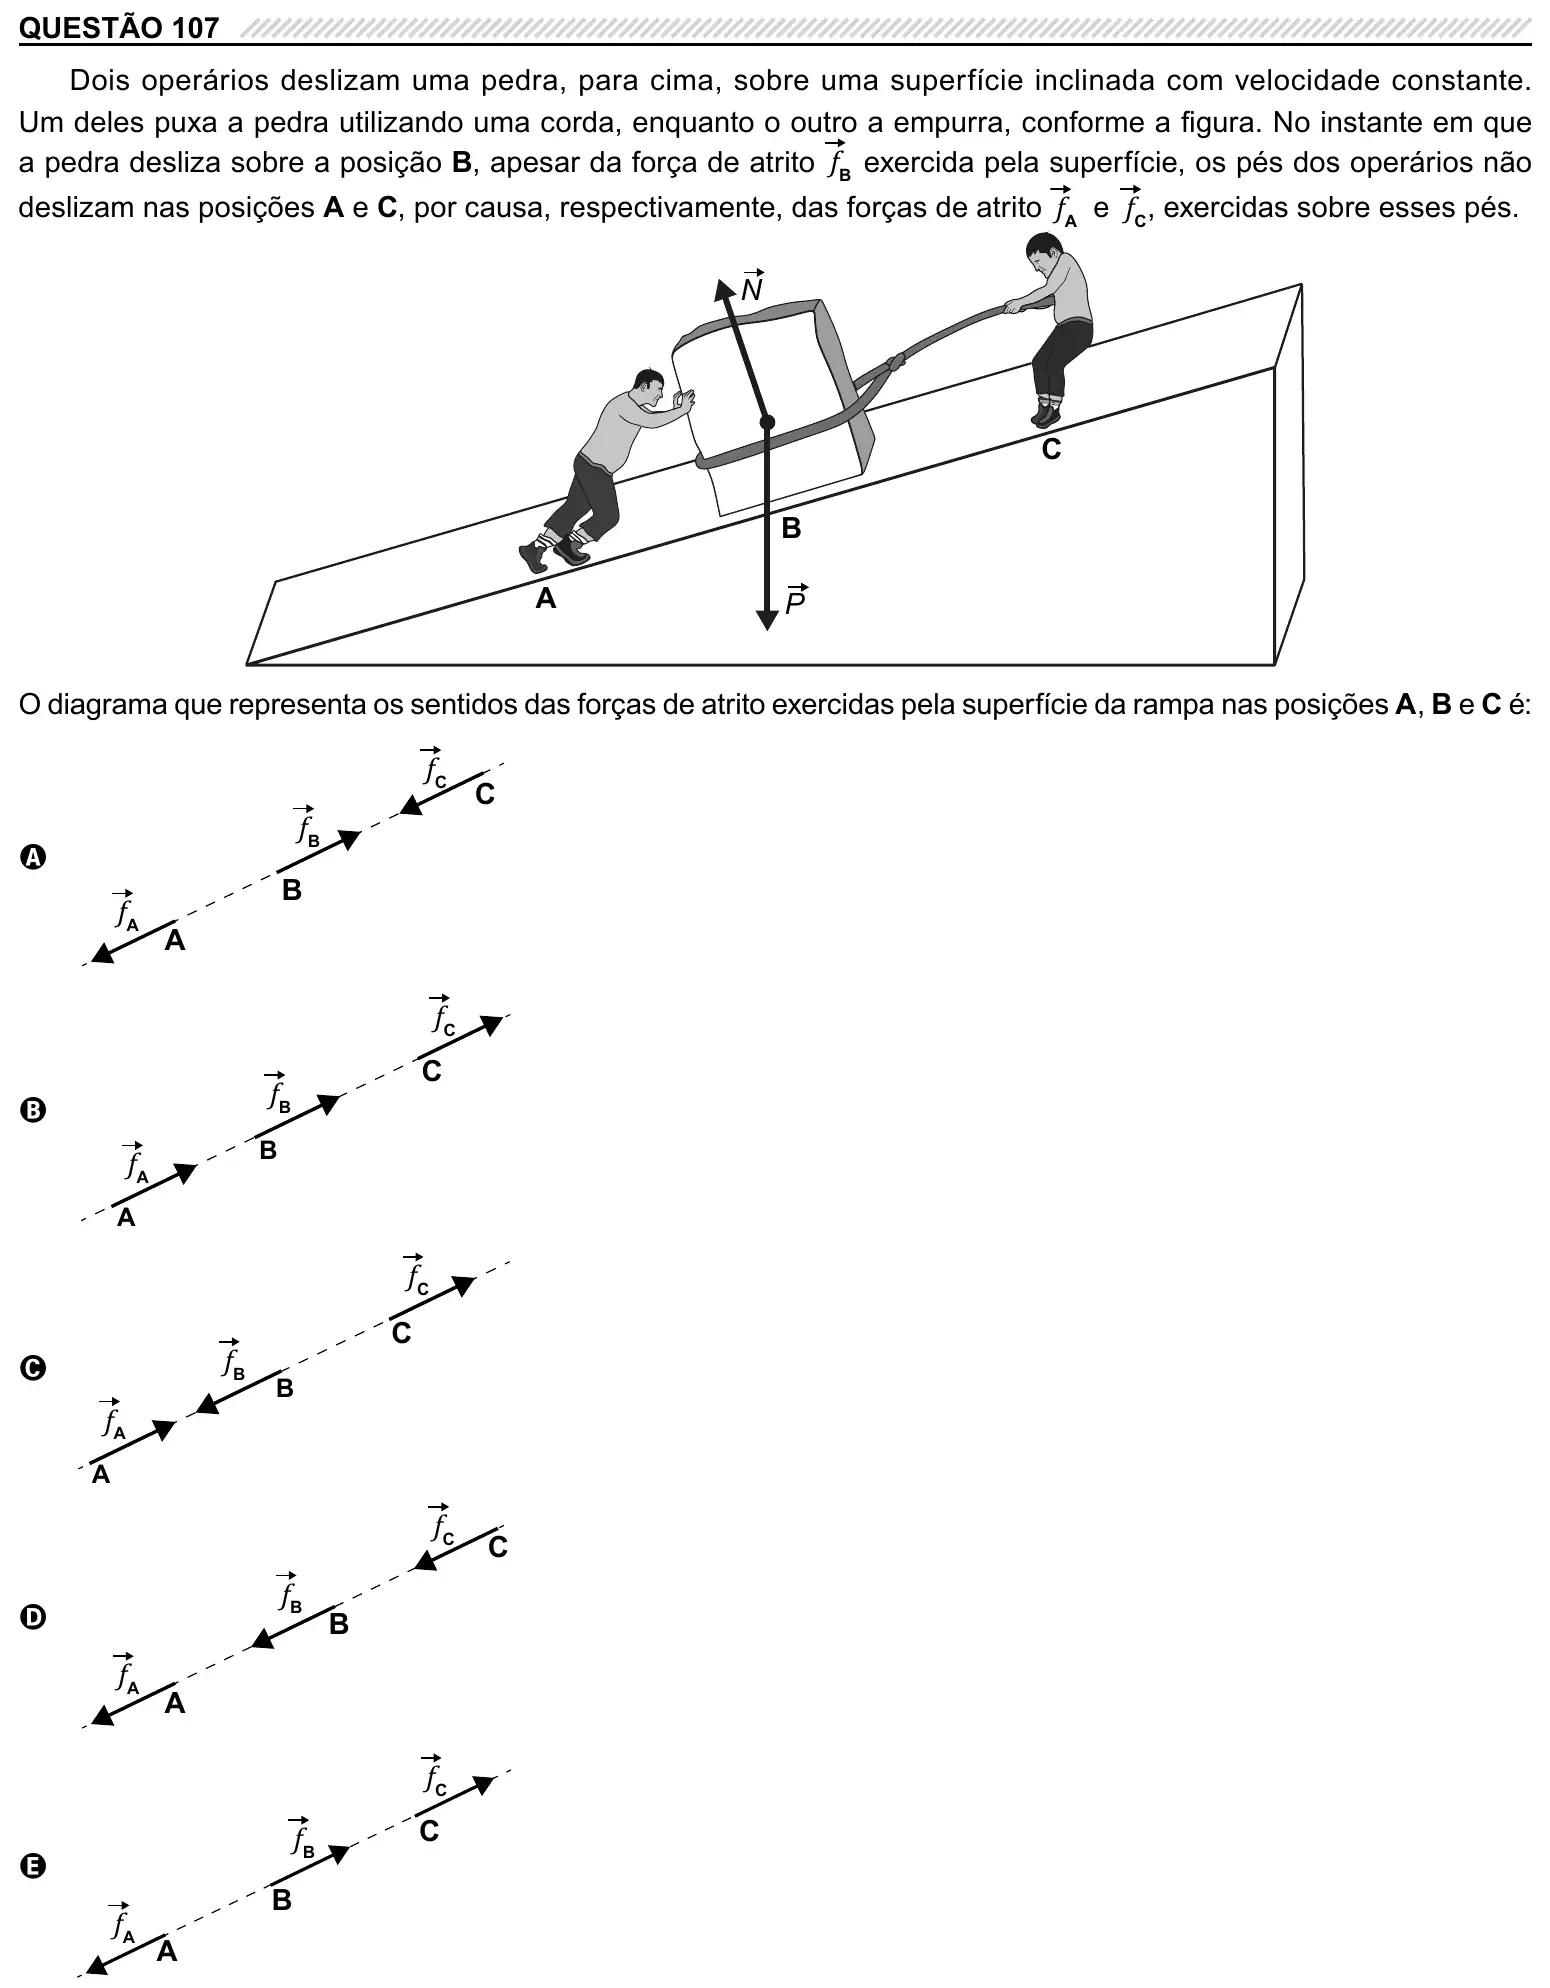 QUESTÃO 107
Dois operários deslizam uma pedra, para cima, sobre uma superfície inclinada com velocidade constante.
Um deles puxa a pedra utilizando uma corda, enquanto o outro a empurra, conforme a figura. No instante em que
a pedra desliza sobre a posição B, apesar da força de atrito f⃗B exercida pela superfície, os pés dos operários não
deslizam nas posições A e C, por causa, respectivamente, das forças de atrito f⃗A e f⃗C, exercidas sobre esses pés.
N⃗
C
B
A
P⃗
O diagrama que representa os sentidos das forças de atrito exercidas pela superfície da rampa nas posições A, B e C é:
A
f⃗C
C
f⃗B
B
f⃗A
A
B
f⃗C
C
f⃗B
B
f⃗A
A
C
f⃗C
C
f⃗B
B
f⃗A
A
D
f⃗C
C
f⃗B
B
f⃗A
A
E
f⃗C
C
f⃗B
B
f⃗A
A